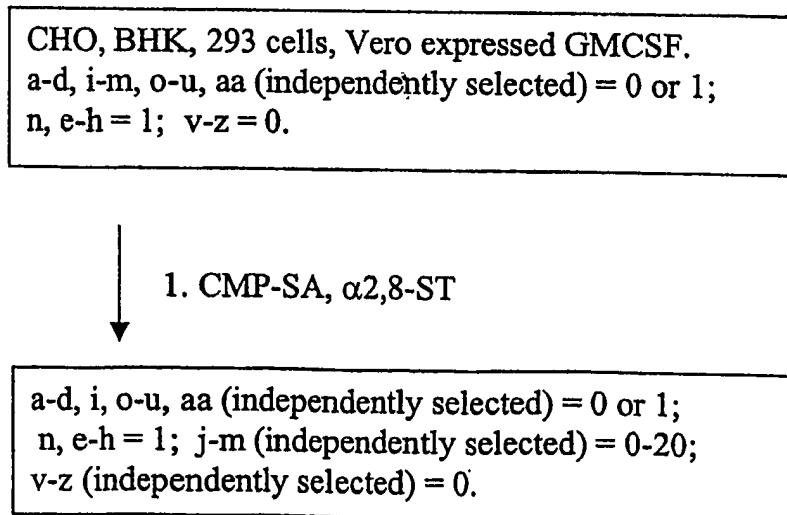 CHO, BHK, 293 cells, Vero expressed GMCSF.
a-d, i-m, o-u, aa (independently selected) = 0 or 1;
n, e-h = 1; v-z = 0.
1. CMP-SA, α2,8-ST
a-d, i, o-u, aa (independently selected) = 0 or 1;
n, e-h = 1; j-m (independently selected) = 0-20;
v-z (independently selected) = 0.